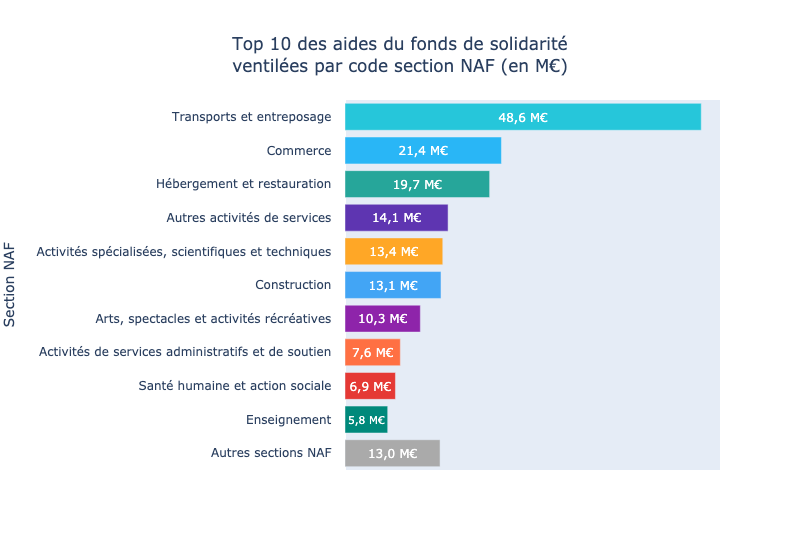 Top 10 des aides du fonds de solidarité
ventilées par code section NAF (en M€)
Section NAF
Transports et entreposage 48,6 M€
Commerce 21,4 M€
Hébergement et restauration 19,7 M€
Autres activités de services 14,1 M€
Activités spécialisées, scientifiques et techniques 13,4 M€
Construction 13,1 M€
Arts, spectacles et activités récréatives 10,3 M€
Activités de services administratifs et de soutien 7,6 M€
Santé humaine et action sociale 6,9 M€
Enseignement 5,8 M€
Autres sections NAF 13,0 M€